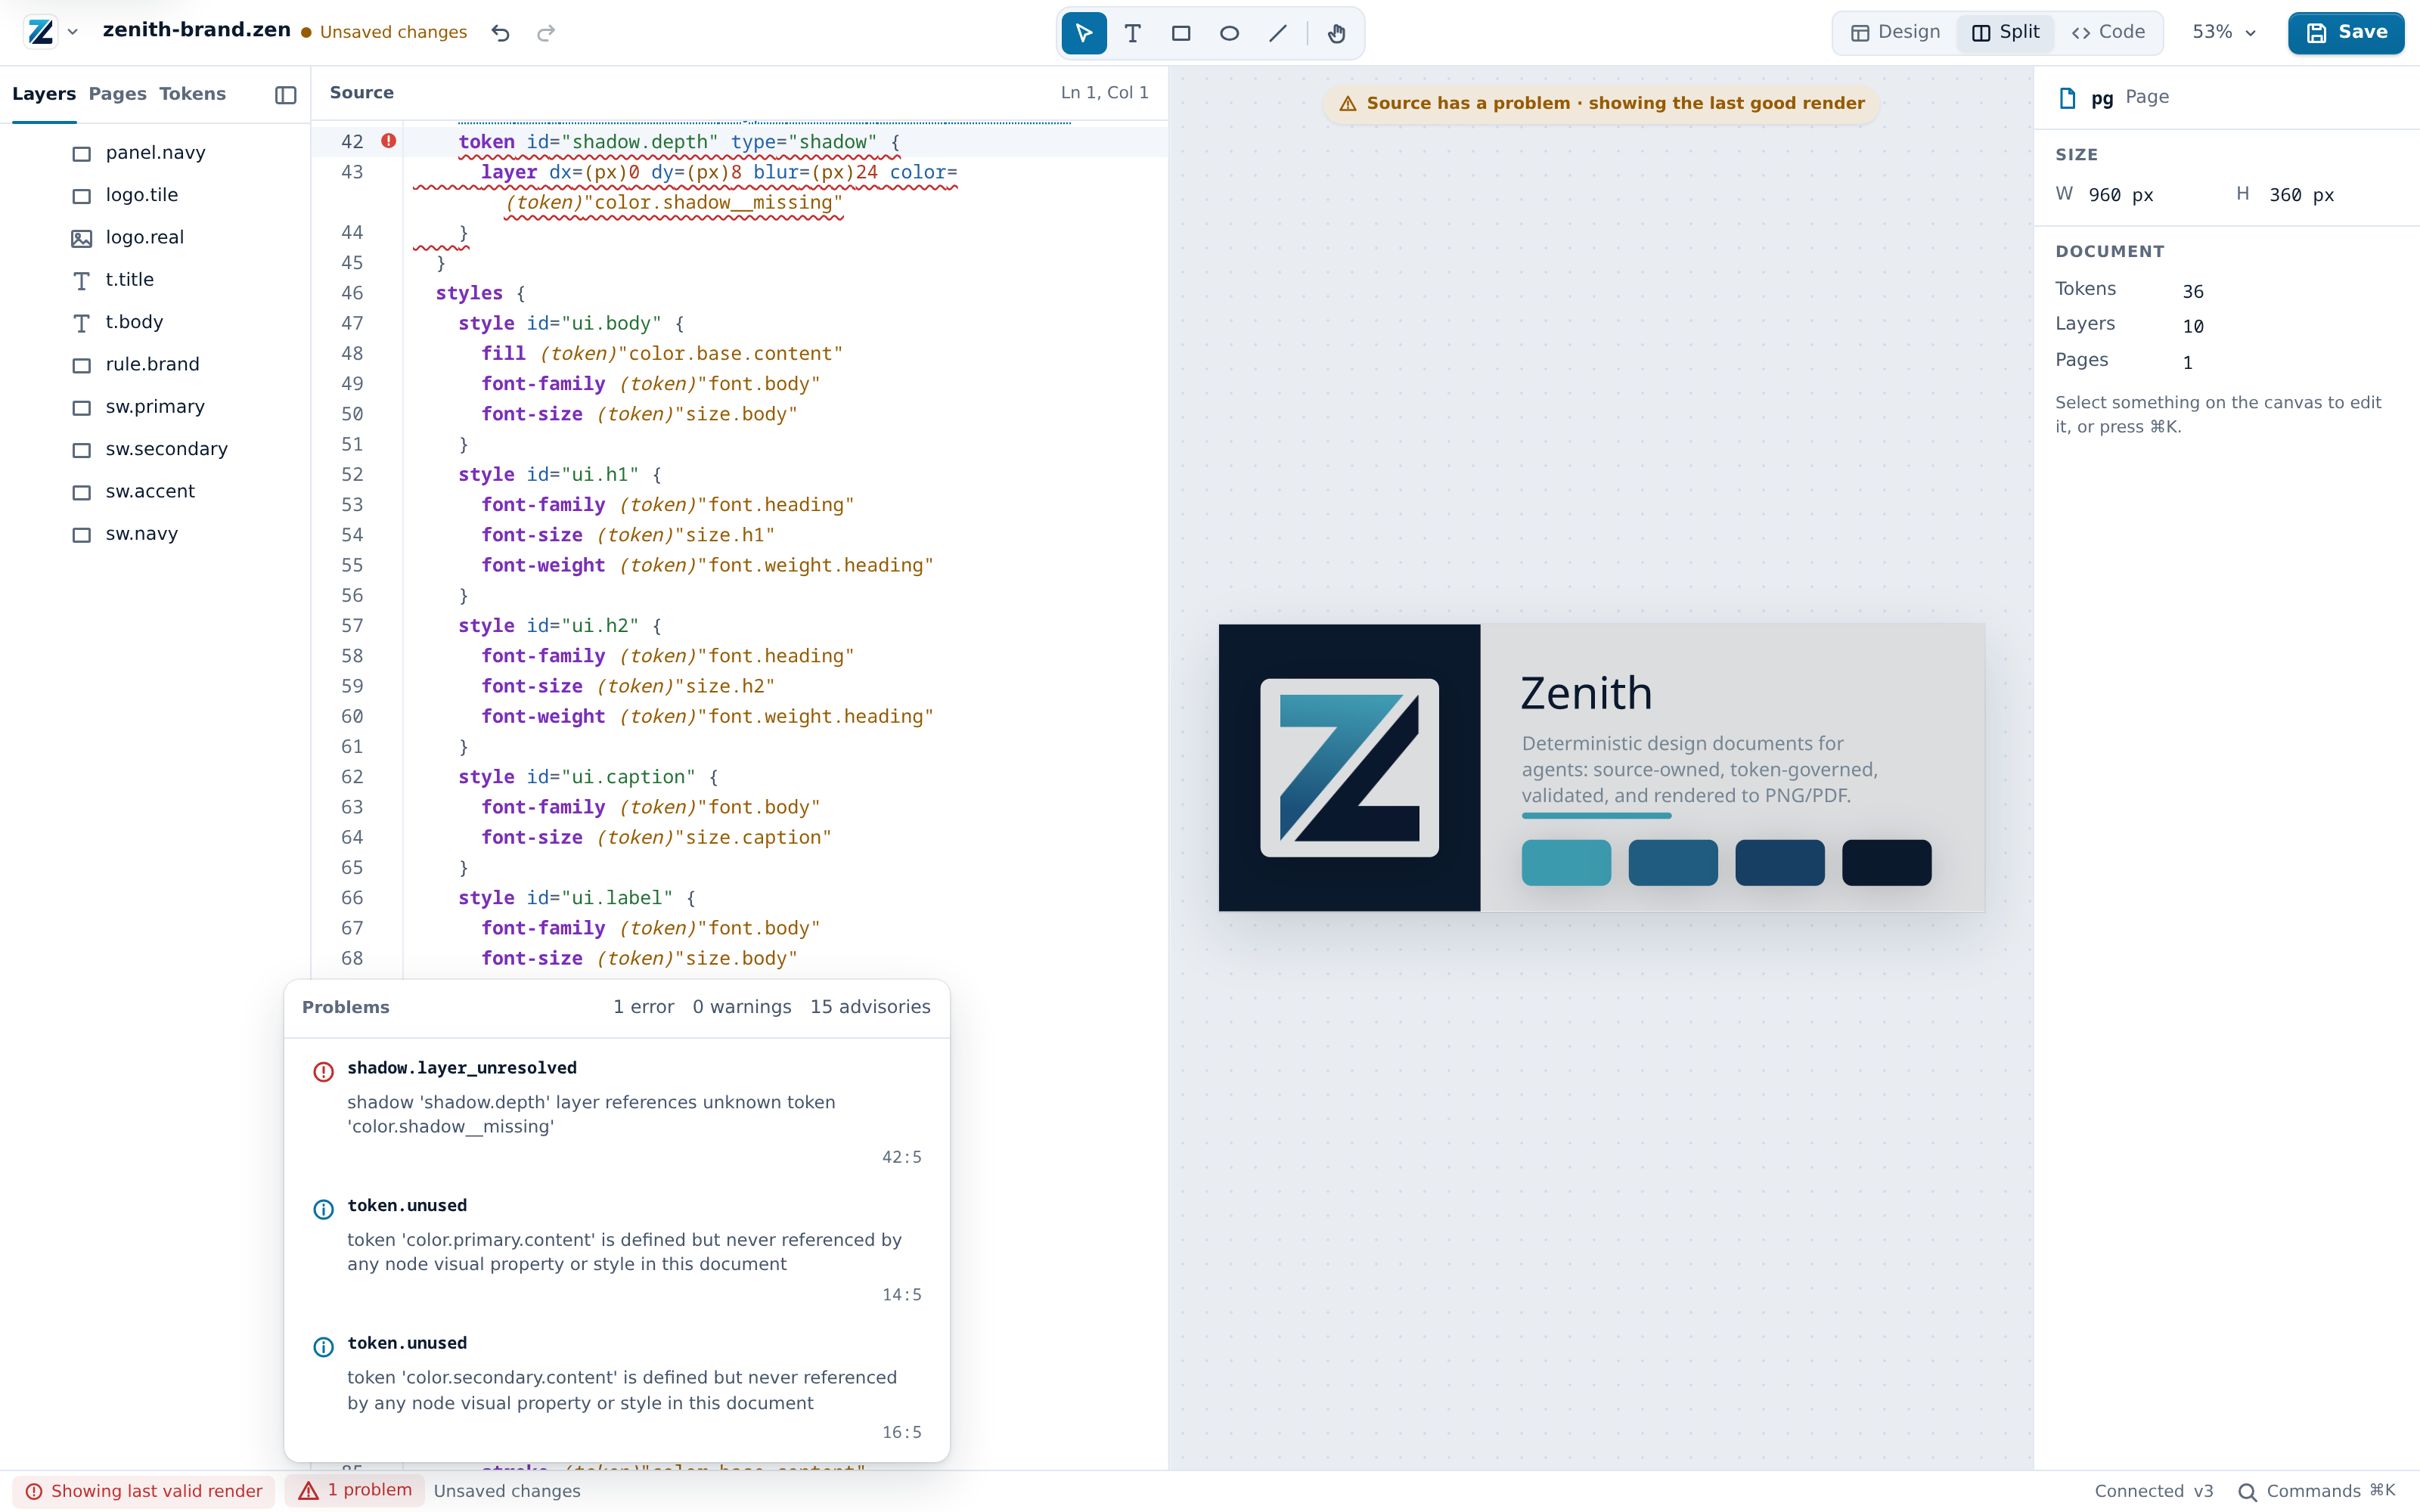 zenith-brand.zen
Unsaved changes
Design
Split
Code
53%
Save
Layers
Pages
Tokens
panel.navy
logo.tile
logo.real
t.title
t.body
rule.brand
sw.primary
sw.secondary
sw.accent
sw.navy
Source
Ln 1, Col 1
42 token id="shadow.depth" type="shadow" {
43 layer dx=(px)0 dy=(px)8 blur=(px)24 color=
(token)"color.shadow__missing"
44 }
45 }
46 styles {
47 style id="ui.body" {
48 fill (token)"color.base.content"
49 font-family (token)"font.body"
50 font-size (token)"size.body"
51 }
52 style id="ui.h1" {
53 font-family (token)"font.heading"
54 font-size (token)"size.h1"
55 font-weight (token)"font.weight.heading"
56 }
57 style id="ui.h2" {
58 font-family (token)"font.heading"
59 font-size (token)"size.h2"
60 font-weight (token)"font.weight.heading"
61 }
62 style id="ui.caption" {
63 font-family (token)"font.body"
64 font-size (token)"size.caption"
65 }
66 style id="ui.label" {
67 font-family (token)"font.body"
68 font-size (token)"size.body"
Problems
1 error
0 warnings
15 advisories
shadow.layer_unresolved
shadow 'shadow.depth' layer references unknown token
'color.shadow__missing'
42:5
token.unused
token 'color.primary.content' is defined but never referenced by
any node visual property or style in this document
14:5
token.unused
token 'color.secondary.content' is defined but never referenced
by any node visual property or style in this document
16:5
Source has a problem · showing the last good render
Zenith
Deterministic design documents for
agents: source-owned, token-governed,
validated, and rendered to PNG/PDF.
pg Page
SIZE
W 960 px
H 360 px
DOCUMENT
Tokens 36
Layers 10
Pages 1
Select something on the canvas to edit
it, or press ⌘K.
Showing last valid render
1 problem
Unsaved changes
Connected v3
Commands ⌘K